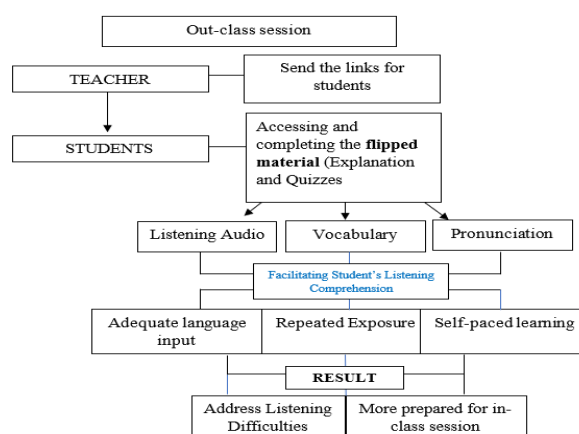 Out-class session
TEACHER
Send the links for
students
STUDENTS
Accessing and
completing the flipped
material (Explanation
and Quizzes
Listening Audio
Vocabulary
Pronunciation
Facilitating Student's Listening
Comprehension
Adequate language
input
Repeated Exposure
Self-paced learning
RESULT
Address Listening
Difficulties
More prepared for in-
class session